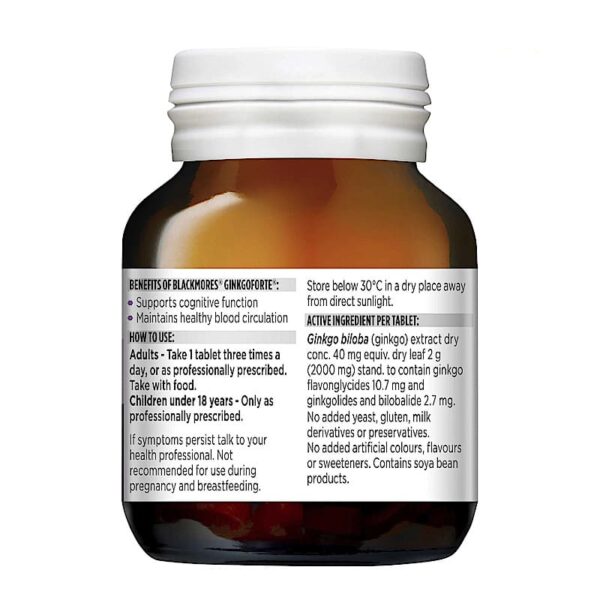 BENEFITS OF BLACKMORES® GINKGOFORTE®:
Supports cognitive function
Maintains healthy blood circulation
HOW TO USE:
Adults - Take 1 tablet three times a
day, or as professionally prescribed.
Take with food.
Children under 18 years - Only as
professionally prescribed.
If symptoms persist talk to your
health professional. Not
recommended for use during
pregnancy and breastfeeding.
Store below 30°C in a dry place away
from direct sunlight.
ACTIVE INGREDIENT PER TABLET:
Ginkgo biloba (ginkgo) extract dry
conc. 40 mg equiv. dry leaf 2 g
(2000 mg) stand. to contain ginkgo
flavonglycides 10.7 mg and
ginkgolides and bilobalide 2.7 mg.
No added yeast, gluten, milk
derivatives or preservatives.
No added artificial colours, flavours
or sweeteners. Contains soya bean
products.